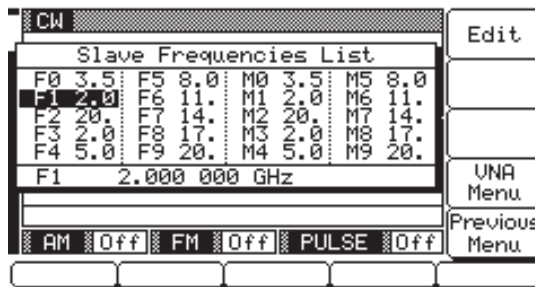 CW
Slave Frequencies List
F0 3.5 F5 8.0 M0 3.5 M5 8.0
F1 2.0 F6 11. M1 2.0 M6 11.
F2 20. F7 14. M2 20. M7 14.
F3 2.0 F8 17. M3 2.0 M8 17.
F4 5.0 F9 20. M4 5.0 M9 20.
F1 2.000 000 GHz
AM Off FM Off PULSE Off
Edit
VNA
Menu
Previous
Menu